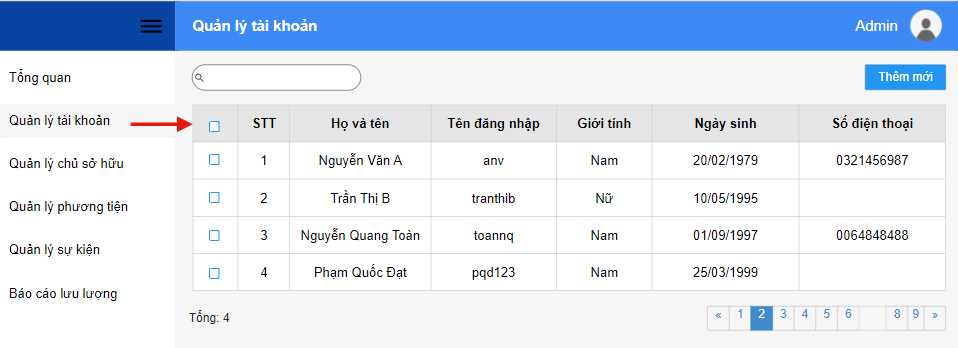 Quản lý tài khoản
Admin
Tổng quan
Quản lý tài khoản
Quản lý chủ sở hữu
Quản lý phương tiện
Quản lý sự kiện
Báo cáo lưu lượng
Thêm mới
STT Họ và tên Tên đăng nhập Giới tính Ngày sinh Số điện thoại
1 Nguyễn Văn A anv Nam 20/02/1979 0321456987
2 Trần Thị B tranthib Nữ 10/05/1995
3 Nguyễn Quang Toàn toannq Nam 01/09/1997 0064848488
4 Phạm Quốc Đạt pqd123 Nam 25/03/1999
Tổng: 4
« 1 2 3 4 5 6 8 9 »